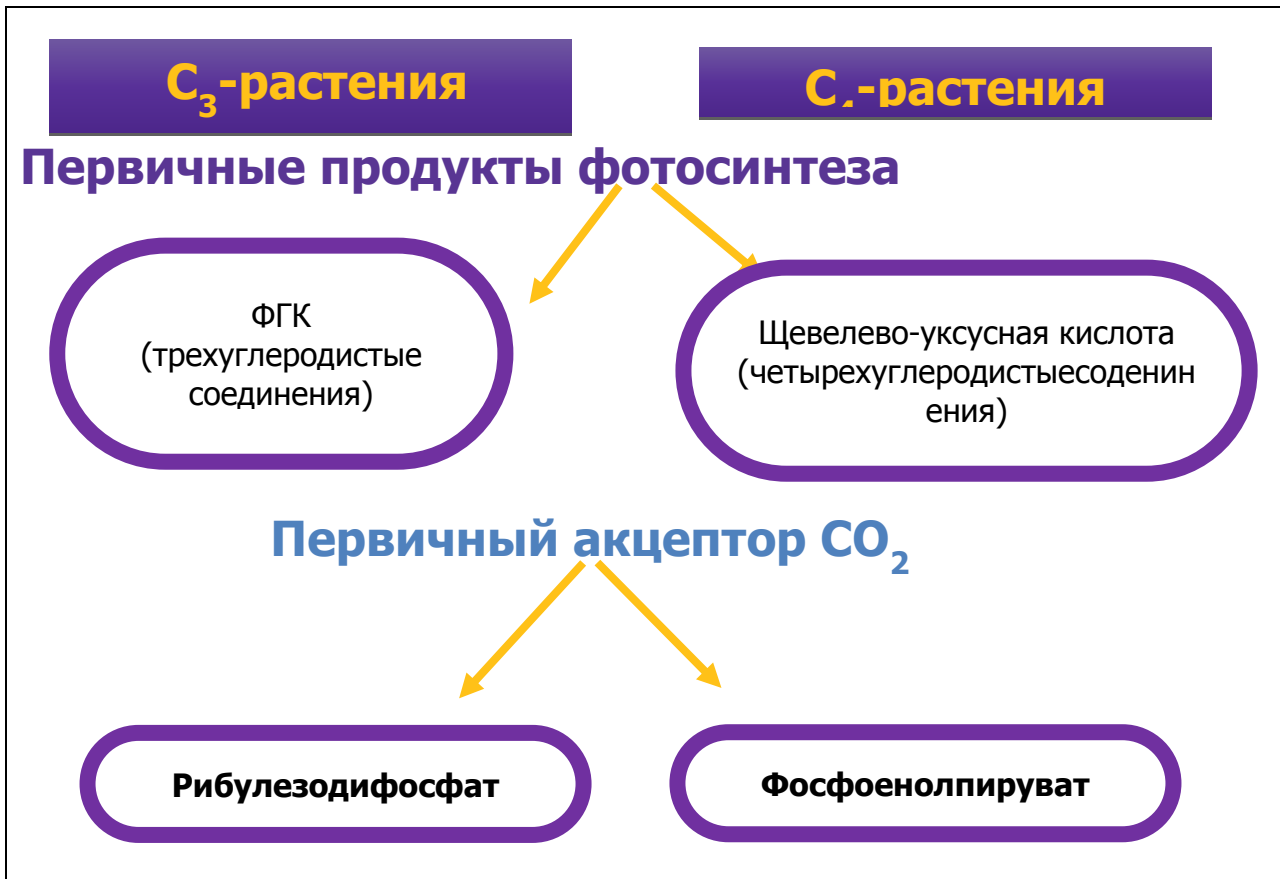 С₃-растения
С₄-растения
Первичные продукты фотосинтеза
ФГК
(трехуглеродистые
соединения)
Щевелево-уксусная кислота
(четырехуглеродистыесоденин
ения)
Первичный акцептор СО₂
Рибулезодифосфат
Фосфоенолпируват